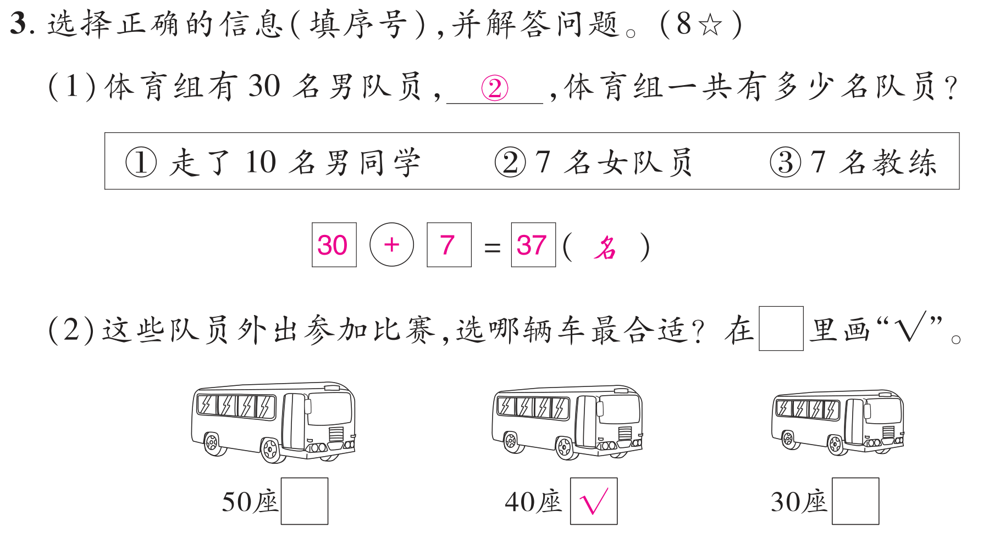 3. 选择正确的信息(填序号),并解答问题。(8☆)
(1)体育组有 30 名男队员, ② ,体育组一共有多少名队员?
① 走了 10 名男同学 ② 7 名女队员 ③ 7 名教练
30 + 7 = 37 ( 名 )
(2)这些队员外出参加比赛,选哪辆车最合适? 在□里画“√”。
50座□ 40座 √ 30座□